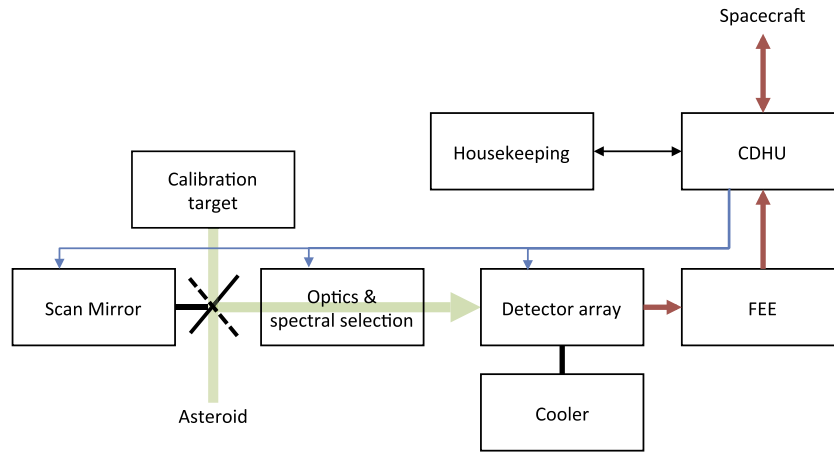 Spacecraft
Housekeeping
CDHU
Calibration
target
Scan Mirror
Optics &
spectral selection
Detector array
FEE
Asteroid
Cooler